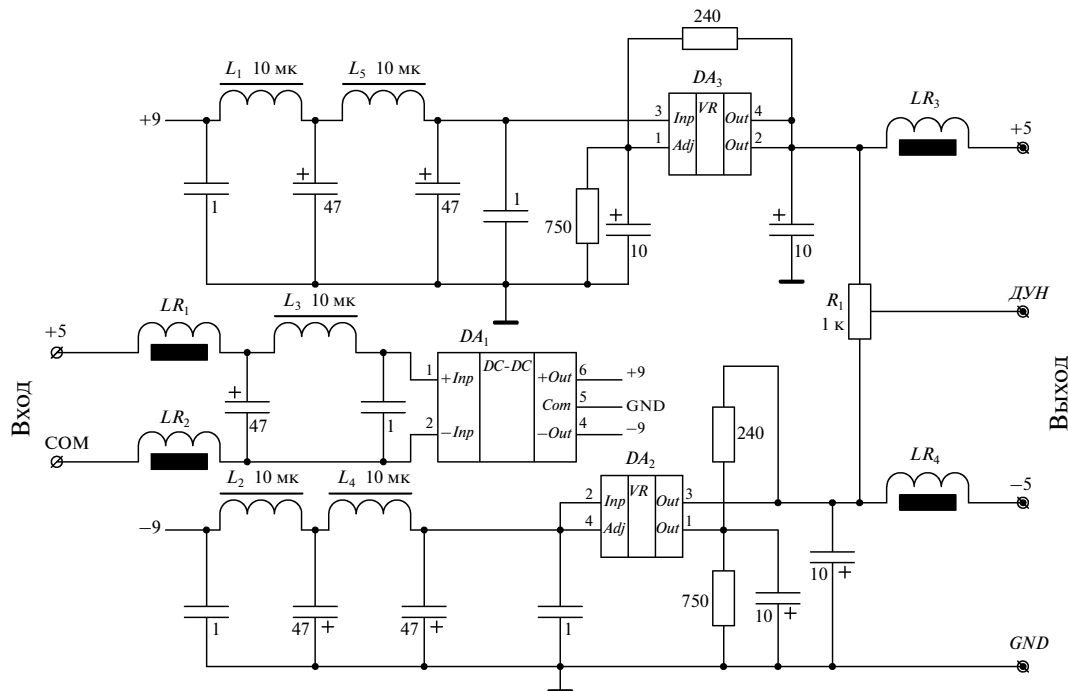 240
L₁ 10 мк
L₅ 10 мк
DA₃
LR₃
+9
3 Inp VR Out 4
1 Adj Out 2
+5
1
+
47
+
47
1
750
+
10
+
10
L₃ 10 мк
R₁
1 к
ДУН
LR₁
+5
DA₁
1 +Inp DC-DC +Out 6 +9
Com 5 GND
2 −Inp −Out 4 −9
+
47
1
Вход
Выход
LR₂
COM
240
L₂ 10 мк
L₄ 10 мк
DA₂
LR₄
−9
2 Inp VR Out 3
4 Adj Out 1
−5
1
47 +
47 +
1
750
10 +
10 +
GND